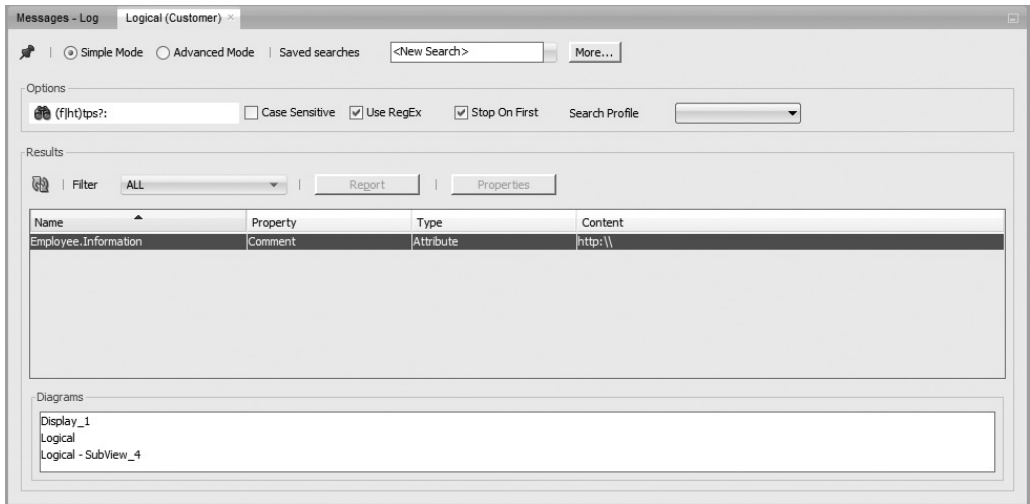 Messages - Log Logical (Customer)
Simple Mode Advanced Mode Saved searches <New Search> More...
Options
(f|ht)tps?: Case Sensitive Use RegEx Stop On First Search Profile
Results
Filter ALL Report Properties
Name Property Type Content
Employee.Information Comment Attribute http:\\
Diagrams
Display_1
Logical
Logical - SubView_4